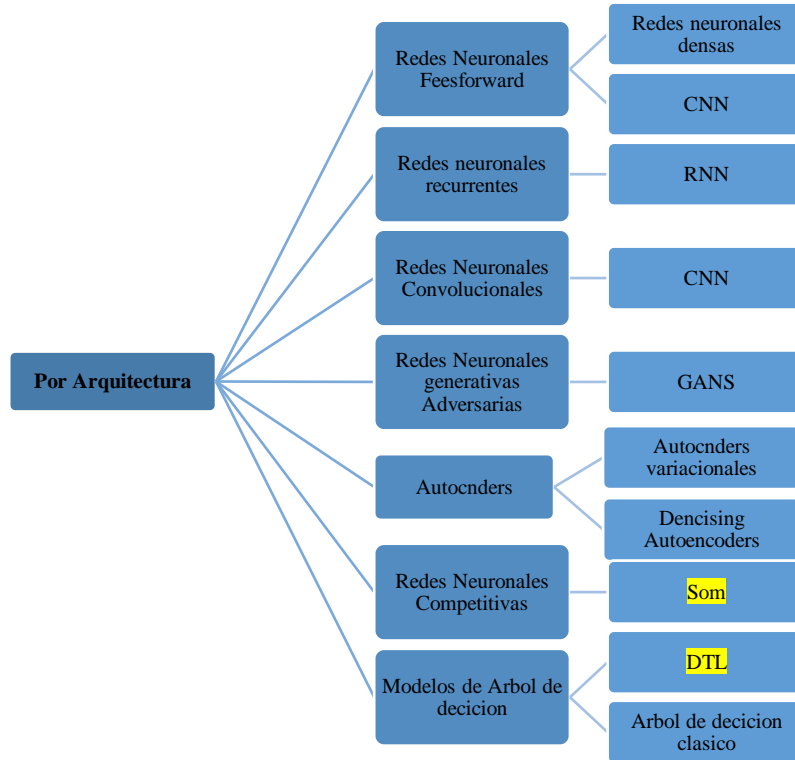 Por Arquitectura
Redes Neuronales
Feesforward
Redes neuronales
densas
CNN
Redes neuronales
recurrentes
RNN
Redes Neuronales
Convolucionales
CNN
Redes Neuronales
generativas
Adversarias
GANS
Autocnders
Autocnders
variacionales
Dencising
Autoencoders
Redes Neuronales
Competitivas
Som
Modelos de Arbol de
decicion
DTL
Arbol de decicion
clasico